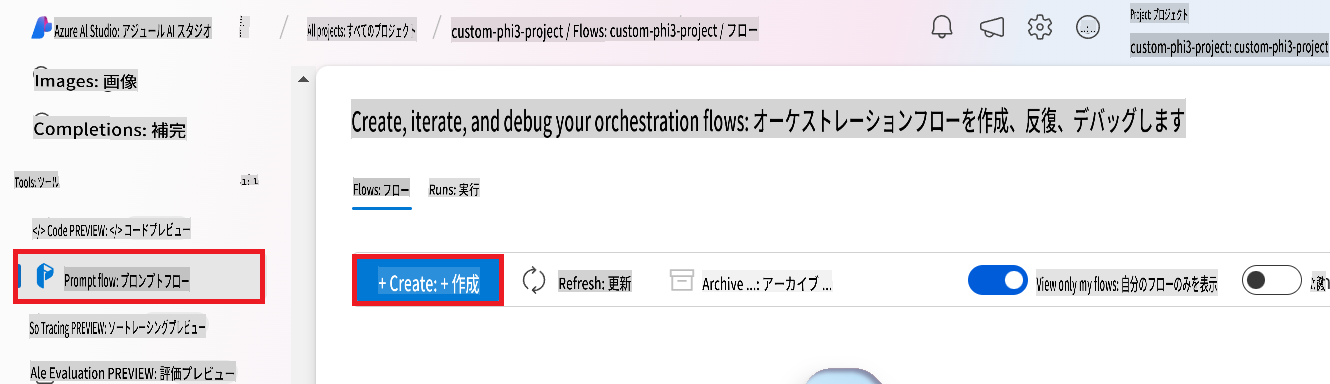 Azure AI Studio: アジュール AI スタジオ
/ All projects: すべてのプロジェクト / custom-phi3-project / Flows: custom-phi3-project / フロー
Project: プロジェクト
custom-phi3-project: custom-phi3-project
Images: 画像
Completions: 補完
Tools: ツール
</> Code PREVIEW: </> コードプレビュー
Prompt flow: プロンプトフロー
So Tracing PREVIEW: ソートレーシングプレビュー
Ale Evaluation PREVIEW: 評価プレビュー
Create, iterate, and debug your orchestration flows: オーケストレーションフローを作成、反復、デバッグします
Flows: フロー Runs: 実行
+ Create: + 作成 Refresh: 更新 Archive ...: アーカイブ ... View only my flows: 自分のフローのみを表示